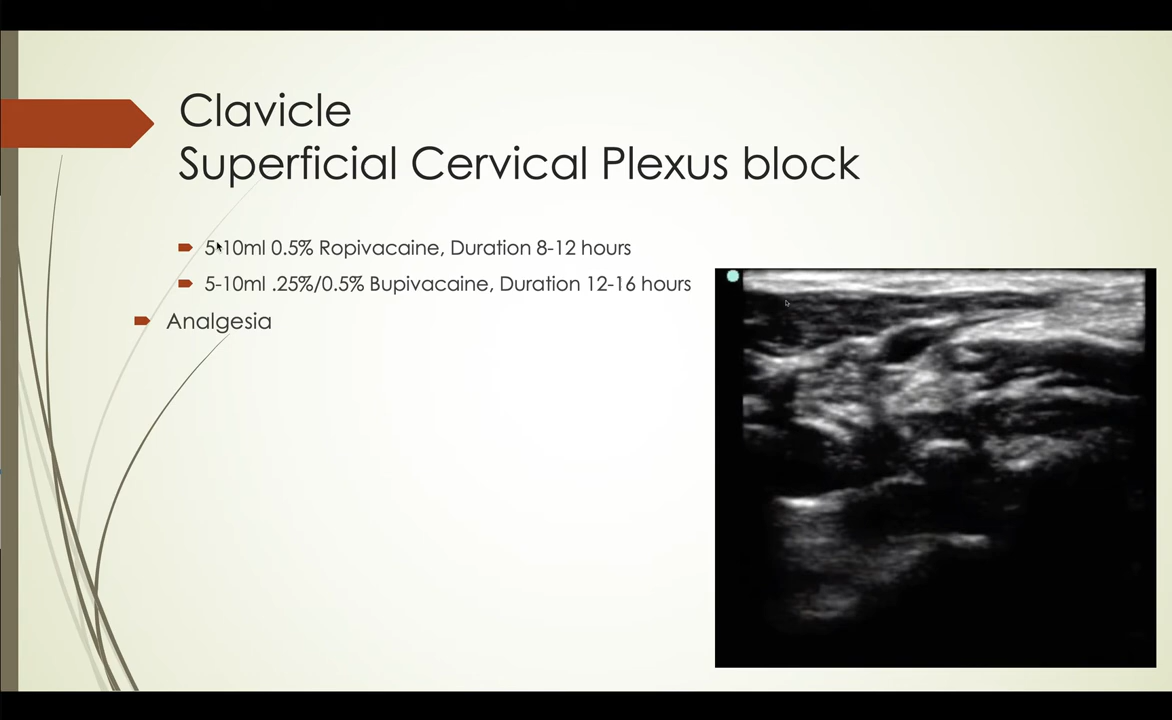 Clavicle
Superficial Cervical Plexus block
5-10ml 0.5% Ropivacaine, Duration 8-12 hours
5-10ml .25%/0.5% Bupivacaine, Duration 12-16 hours
Analgesia